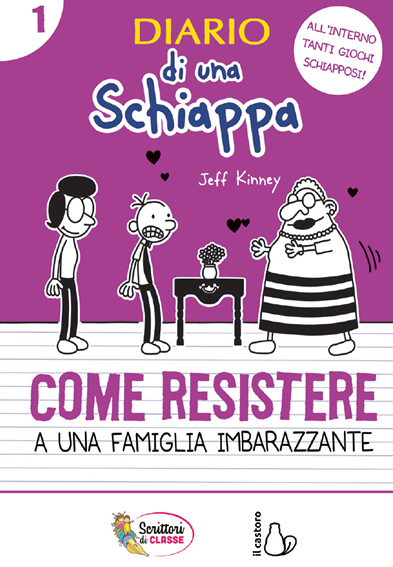 1
DIARIO
di una
Schiappa
ALL'INTERNO
TANTI GIOCHI
SCHIAPPOSI!
Jeff Kinney
COME RESISTERE
A UNA FAMIGLIA IMBARAZZANTE
Scrittori
di CLASSE
il castoro